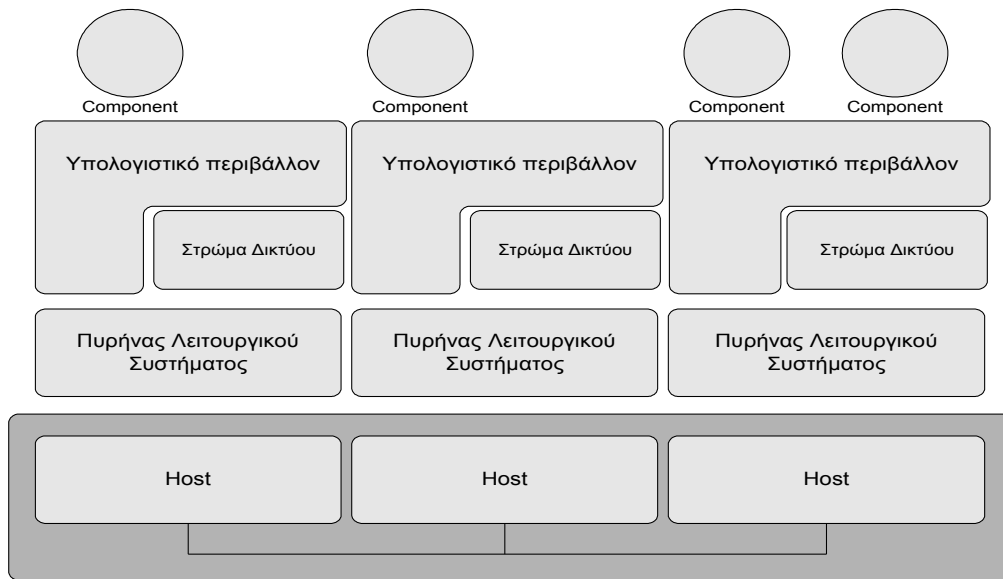 Component Component Component Component
Υπολογιστικό περιβάλλον Υπολογιστικό περιβάλλον Υπολογιστικό περιβάλλον
Στρώμα Δικτύου Στρώμα Δικτύου Στρώμα Δικτύου
Πυρήνας Λειτουργικού Πυρήνας Λειτουργικού Πυρήνας Λειτουργικού
Συστήματος Συστήματος Συστήματος
Host Host Host